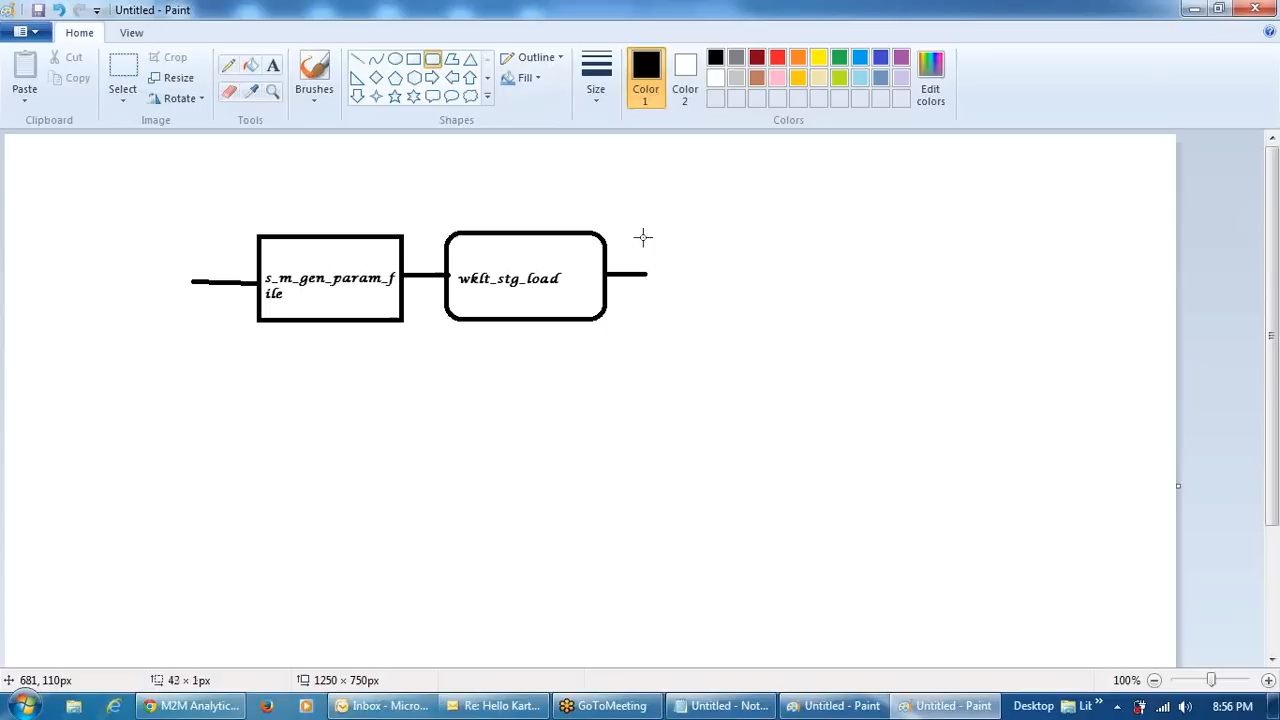 Untitled - Paint
Home
View
Paste
Cut
Copy
Clipboard
Select
Crop
Resize
Rotate
Image
Tools
Brushes
Shapes
Outline
Fill
Size
Color 1
Color 2
Colors
Edit colors
s_m_gen_param_f
ile
wklt_stg_load
681, 110px
42 × 1px
1250 × 750px
100%
M2M Analytic...
Inbox - Micro...
Re: Hello Kart...
GoToMeeting
Untitled - Not...
Untitled - Paint
Untitled - Paint
Desktop
Lit
8:56 PM